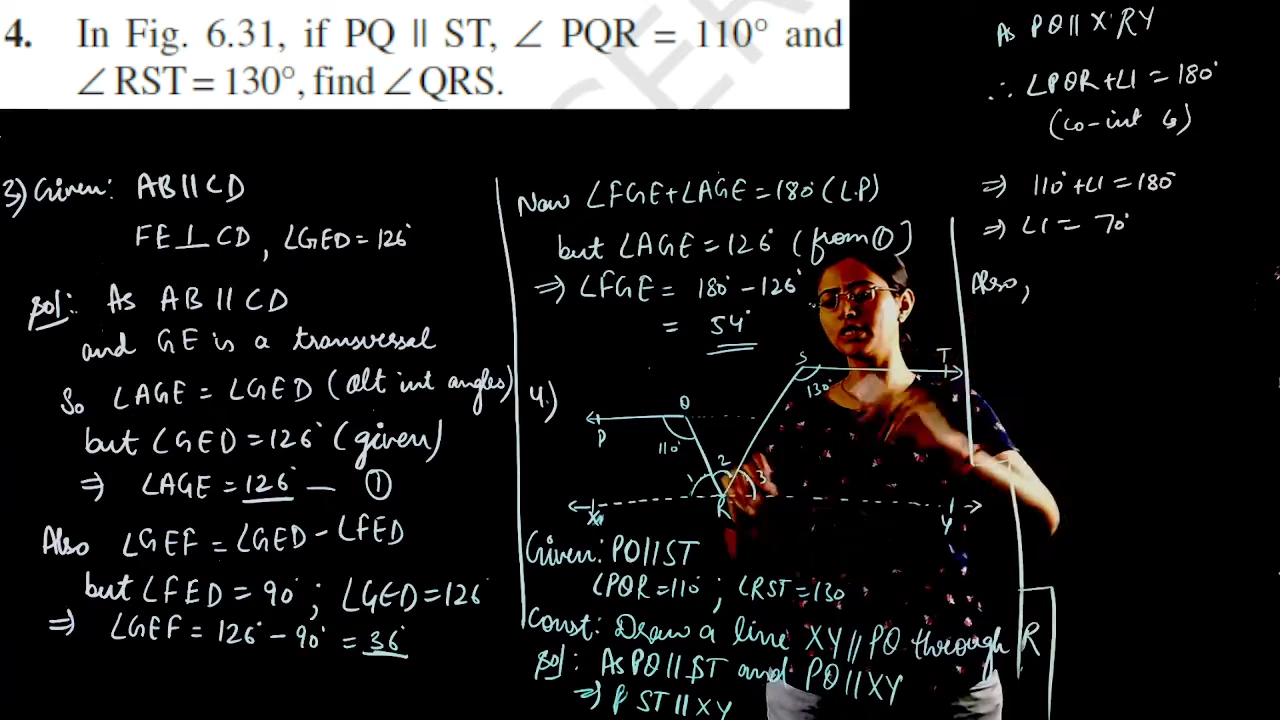 4. In Fig. 6.31, if PQ || ST, ∠ PQR = 110° and
∠ RST = 130°, find ∠ QRS.
3) Given: AB || CD
FE ⊥ CD, ∠GED = 126°
Sol: As AB || CD
and GE is a transversal
So ∠AGE = ∠GED (alt int angles)
but ∠GED = 126° (given)
⇒ ∠AGE = 126° — ①
Also ∠GEF = ∠GED - ∠FED
but ∠FED = 90° ; ∠GED = 126°
⇒ ∠GEF = 126° - 90° = 36°
Now ∠FGE + ∠AGE = 180° (L.P)
but ∠AGE = 126° (from ①)
⇒ ∠FGE = 180° - 126°
= 54°
4.)
S T
130°
Q
P
110°
1 2 3
X R Y
Given: PQ || ST
∠PQR = 110° ; ∠RST = 130°
Const: Draw a line XY || PQ through R
Sol: As PQ || ST and PQ || XY
⇒ ST || XY
As PQ || X RY
∴ ∠PQR + ∠1 = 180°
(co-int ∠s)
⇒ 110° + ∠1 = 180°
⇒ ∠1 = 70°
Also,